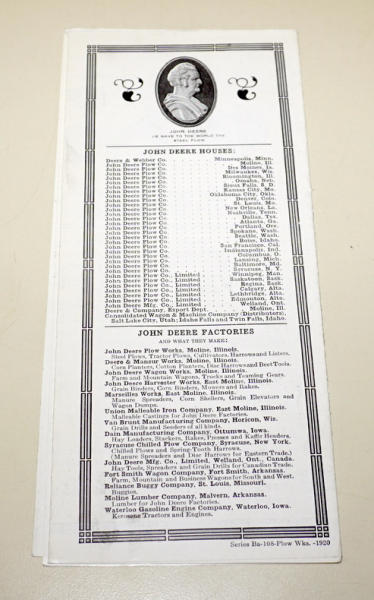 JOHN DEERE
HE GAVE TO THE WORLD THE
STEEL PLOW
JOHN DEERE HOUSES:
Deere & Webber Co. Minneapolis, Minn.
John Deere Plow Co. Moline, Ill.
John Deere Plow Co. Des Moines, Ia.
John Deere Plow Co. Milwaukee, Wis.
John Deere Plow Co. Bloomington, Ill.
John Deere Plow Co. Omaha, Neb.
John Deere Plow Co. Sioux Falls, S. D.
John Deere Plow Co. Kansas City, Mo.
John Deere Plow Co. Oklahoma City, Okla.
John Deere Plow Co. Denver, Colo.
John Deere Plow Co. St. Louis, Mo.
John Deere Plow Co. New Orleans, La.
John Deere Plow Co. Nashville, Tenn.
John Deere Plow Co. Dallas, Tex.
John Deere Plow Co. Atlanta, Ga.
John Deere Plow Co. Portland, Ore.
John Deere Plow Co. Spokane, Wash.
John Deere Plow Co. Seattle, Wash.
John Deere Plow Co. Boise, Idaho
John Deere Plow Co. San Francisco, Cal.
John Deere Plow Co. Indianapolis, Ind.
John Deere Plow Co. Columbus, O.
John Deere Plow Co. Lansing, Mich.
John Deere Plow Co. Baltimore, Md.
John Deere Plow Co. Syracuse, N. Y.
John Deere Plow Co., Limited Winnipeg, Man.
John Deere Plow Co., Limited Saskatoon, Sask.
John Deere Plow Co., Limited Regina, Sask.
John Deere Plow Co., Limited Calgary, Alta.
John Deere Plow Co., Limited Lethbridge, Alta.
John Deere Plow Co., Limited Edmonton, Alta.
John Deere Mfg. Co., Limited Welland, Ont.
Deere & Company, Export Dept. Moline, Ill.
Consolidated Wagon & Machine Company (Distributors),
Salt Lake City, Utah; Idaho Falls and Twin Falls, Idaho.
JOHN DEERE FACTORIES
AND WHAT THEY MAKE:
John Deere Plow Works, Moline, Illinois.
Steel Plows, Tractor Plows, Cultivators, Harrows and Listers.
Deere & Mansur Works, Moline, Illinois.
Corn Planters, Cotton Planters, Disc Harrows and Beet Tools.
John Deere Wagon Works, Moline, Illinois.
Farm and Mountain Wagons, Trucks and Running Gears.
John Deere Harvester Works, East Moline, Illinois.
Grain Binders, Corn Binders, Mowers and Rakes.
Marseilles Works, East Moline, Illinois.
Manure Spreaders, Corn Shellers, Grain Elevators and
Wagon Dumps.
Union Malleable Iron Company, East Moline, Illinois.
Malleable Castings for John Deere Factories.
Van Brunt Manufacturing Company, Horicon, Wis.
Grain Drills and Seeders of all kinds.
Dain Manufacturing Company, Ottumwa, Iowa.
Hay Loaders, Stackers, Rakes, Presses and Kaffir Headers.
Syracuse Chilled Plow Company, Syracuse, New York.
Chilled Plows and Spring-Tooth Harrows.
(Manure Spreaders and Disc Harrows for Eastern Trade.)
John Deere Mfg. Co., Limited, Welland, Ont., Canada.
Hay Tools, Spreaders and Grain Drills for Canadian Trade.
Fort Smith Wagon Company, Fort Smith, Arkansas.
Farm, Mountain and Business Wagons for South and West.
Reliance Buggy Company, St. Louis, Missouri.
Buggies.
Moline Lumber Company, Malvern, Arkansas.
Lumber for John Deere Factories.
Waterloo Gasoline Engine Company, Waterloo, Iowa.
Kerosene Tractors and Engines.
Series Ba-108-Plow Wks. -1920